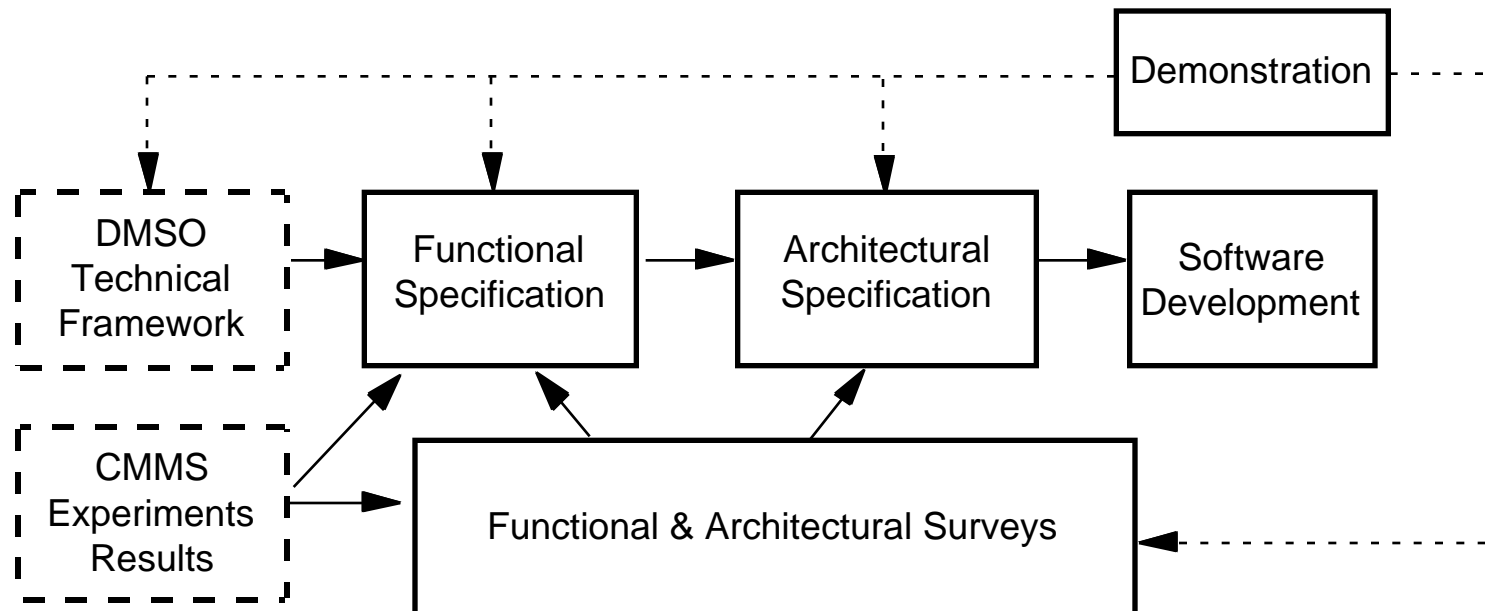 Demonstration
DMSO
Technical
Framework
Functional
Specification
Architectural
Specification
Software
Development
CMMS
Experiments
Results
Functional & Architectural Surveys